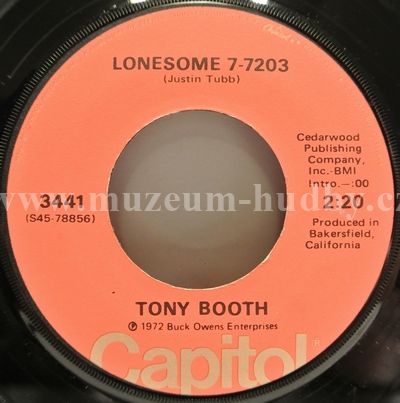 LONESOME 7-7203
(Justin Tubb)
Cedarwood
Publishing
Company,
Inc.-BMI
Intro.—:00
3441
(S45-78856)
2:20
Produced in
Bakersfield,
California
www.muzeum-hudby.cz
TONY BOOTH
℗ 1972 Buck Owens Enterprises
Capitol®